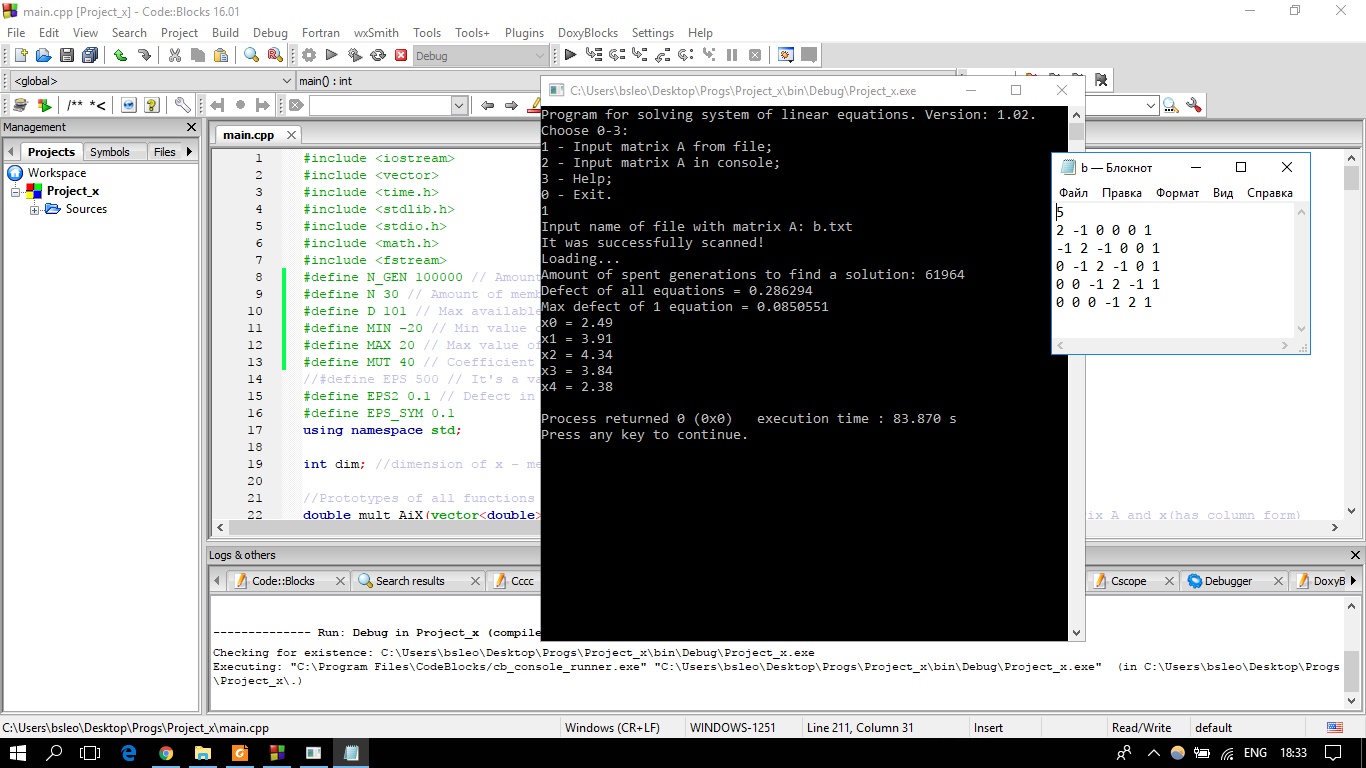 main.cpp [Project_x] - Code::Blocks 16.01
File Edit View Search Project Build Debug Fortran wxSmith Tools Tools+ Plugins DoxyBlocks Settings Help
Debug
<global> main() : int
/** *<
Management
Projects Symbols Files
Workspace
Project_x
Sources
main.cpp
1 #include <iostream>
2 #include <vector>
3 #include <time.h>
4 #include <stdlib.h>
5 #include <stdio.h>
6 #include <math.h>
7 #include <fstream>
8 #define N_GEN 100000 // Amoun
9 #define N 30 // Amount of memb
10 #define D 101 // Max available
11 #define MIN -20 // Min value o
12 #define MAX 20 // Max value of
13 #define MUT 40 // Coefficient
14 //#define EPS 500 // It's a va
15 #define EPS2 0.1 // Defect in
16 #define EPS_SYM 0.1
17 using namespace std;
18
19 int dim; //dimension of x - me
20
21 //Prototypes of all functions
22 double mult_AiX(vector<double> ix A and x(has column form)
C:\Users\bsleo\Desktop\Progs\Project_x\bin\Debug\Project_x.exe
Program for solving system of linear equations. Version: 1.02.
Choose 0-3:
1 - Input matrix A from file;
2 - Input matrix A in console;
3 - Help;
0 - Exit.
1
Input name of file with matrix A: b.txt
It was successfully scanned!
Loading...
Amount of spent generations to find a solution: 61964
Defect of all equations = 0.286294
Max defect of 1 equation = 0.0850551
x0 = 2.49
x1 = 3.91
x2 = 4.34
x3 = 3.84
x4 = 2.38
Process returned 0 (0x0)   execution time : 83.870 s
Press any key to continue.
b — Блокнот
Файл Правка Формат Вид Справка
5
2 -1 0 0 0 1
-1 2 -1 0 0 1
0 -1 2 -1 0 1
0 0 -1 2 -1 1
0 0 0 -1 2 1
Logs & others
Code::Blocks Search results Cccc Cscope Debugger DoxyB
-------------- Run: Debug in Project_x (compile
Checking for existence: C:\Users\bsleo\Desktop\Progs\Project_x\bin\Debug\Project_x.exe
Executing: "C:\Program Files\CodeBlocks/cb_console_runner.exe" "C:\Users\bsleo\Desktop\Progs\Project_x\bin\Debug\Project_x.exe"  (in C:\Users\bsleo\Desktop\Progs
\Project_x\.)
C:\Users\bsleo\Desktop\Progs\Project_x\main.cpp Windows (CR+LF) WINDOWS-1251 Line 211, Column 31 Insert Read/Write default
ENG 18:33